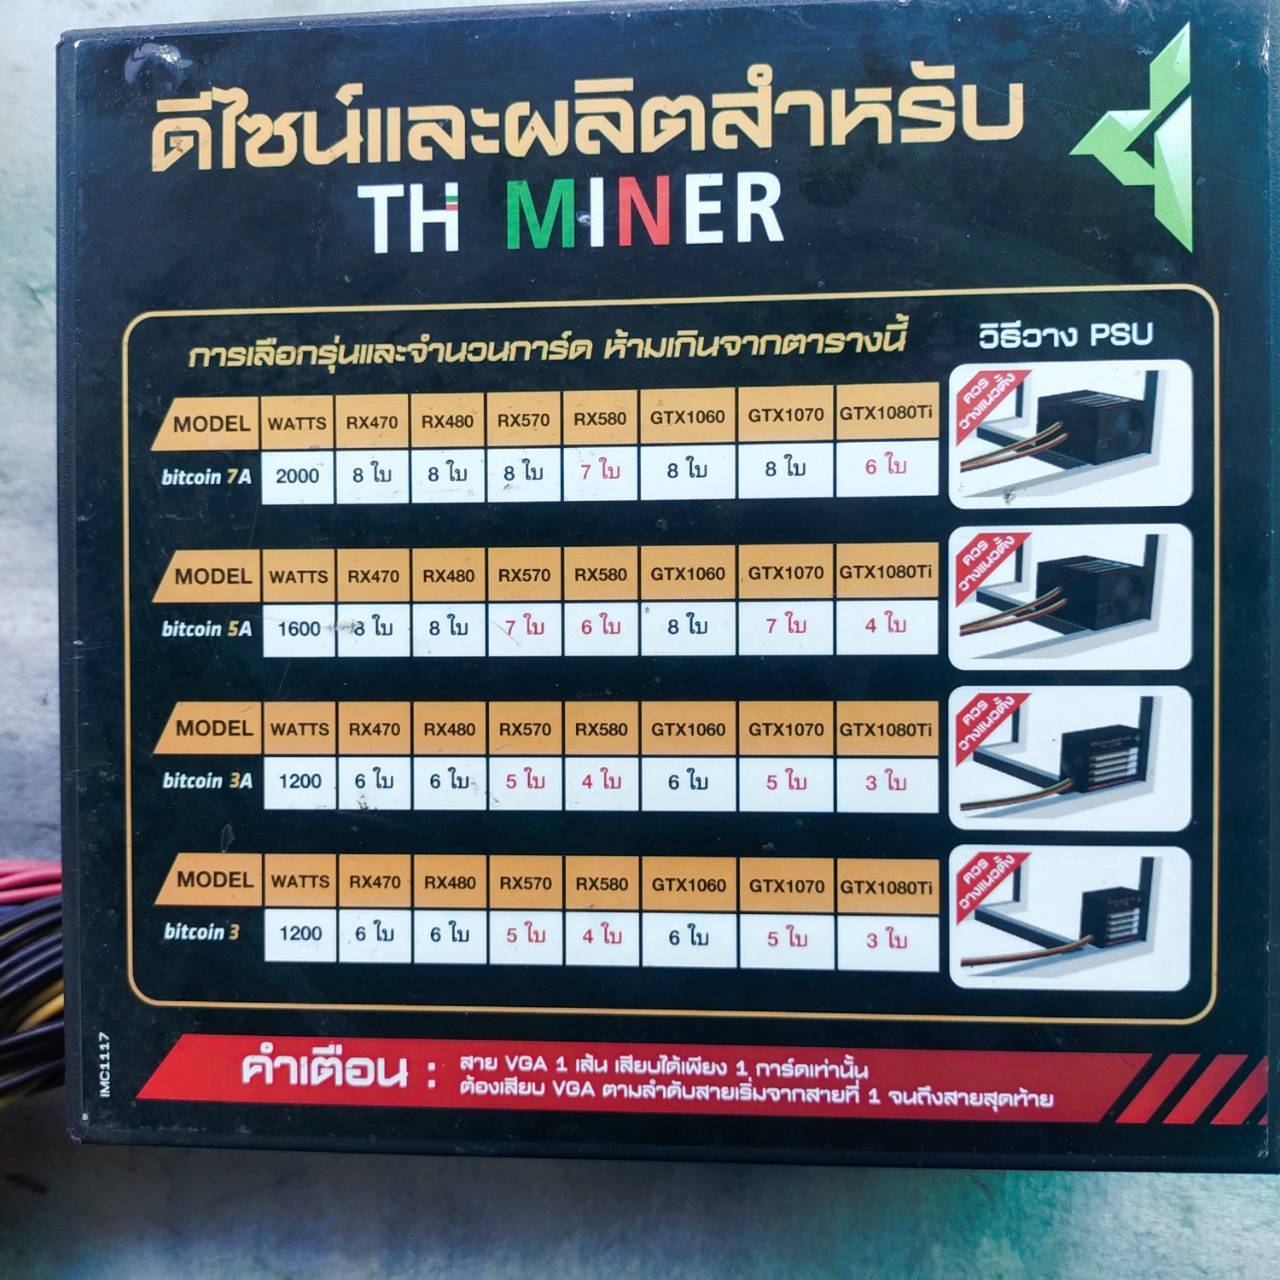 ดีไซน์และผลิตสำหรับ
TH MINER
การเลือกรุ่นและจำนวนการ์ด ห้ามเกินจากตารางนี้
วิธีวาง PSU
MODEL WATTS RX470 RX480 RX570 RX580 GTX1060 GTX1070 GTX1080Ti
bitcoin 7A 2000 8 ใบ 8 ใบ 8 ใบ 7 ใบ 8 ใบ 8 ใบ 6 ใบ
ควร
วางแนวตั้ง
MODEL WATTS RX470 RX480 RX570 RX580 GTX1060 GTX1070 GTX1080Ti
bitcoin 5A 1600 8 ใบ 8 ใบ 7 ใบ 6 ใบ 8 ใบ 7 ใบ 4 ใบ
ควร
วางแนวตั้ง
MODEL WATTS RX470 RX480 RX570 RX580 GTX1060 GTX1070 GTX1080Ti
bitcoin 3A 1200 6 ใบ 6 ใบ 5 ใบ 4 ใบ 6 ใบ 5 ใบ 3 ใบ
ควร
วางแนวตั้ง
MODEL WATTS RX470 RX480 RX570 RX580 GTX1060 GTX1070 GTX1080Ti
bitcoin 3 1200 6 ใบ 6 ใบ 5 ใบ 4 ใบ 6 ใบ 5 ใบ 3 ใบ
ควร
วางแนวตั้ง
IMC1117
คำเตือน : สาย VGA 1 เส้น เสียบได้เพียง 1 การ์ดเท่านั้น
ต้องเสียบ VGA ตามลำดับสายเริ่มจากสายที่ 1 จนถึงสายสุดท้าย